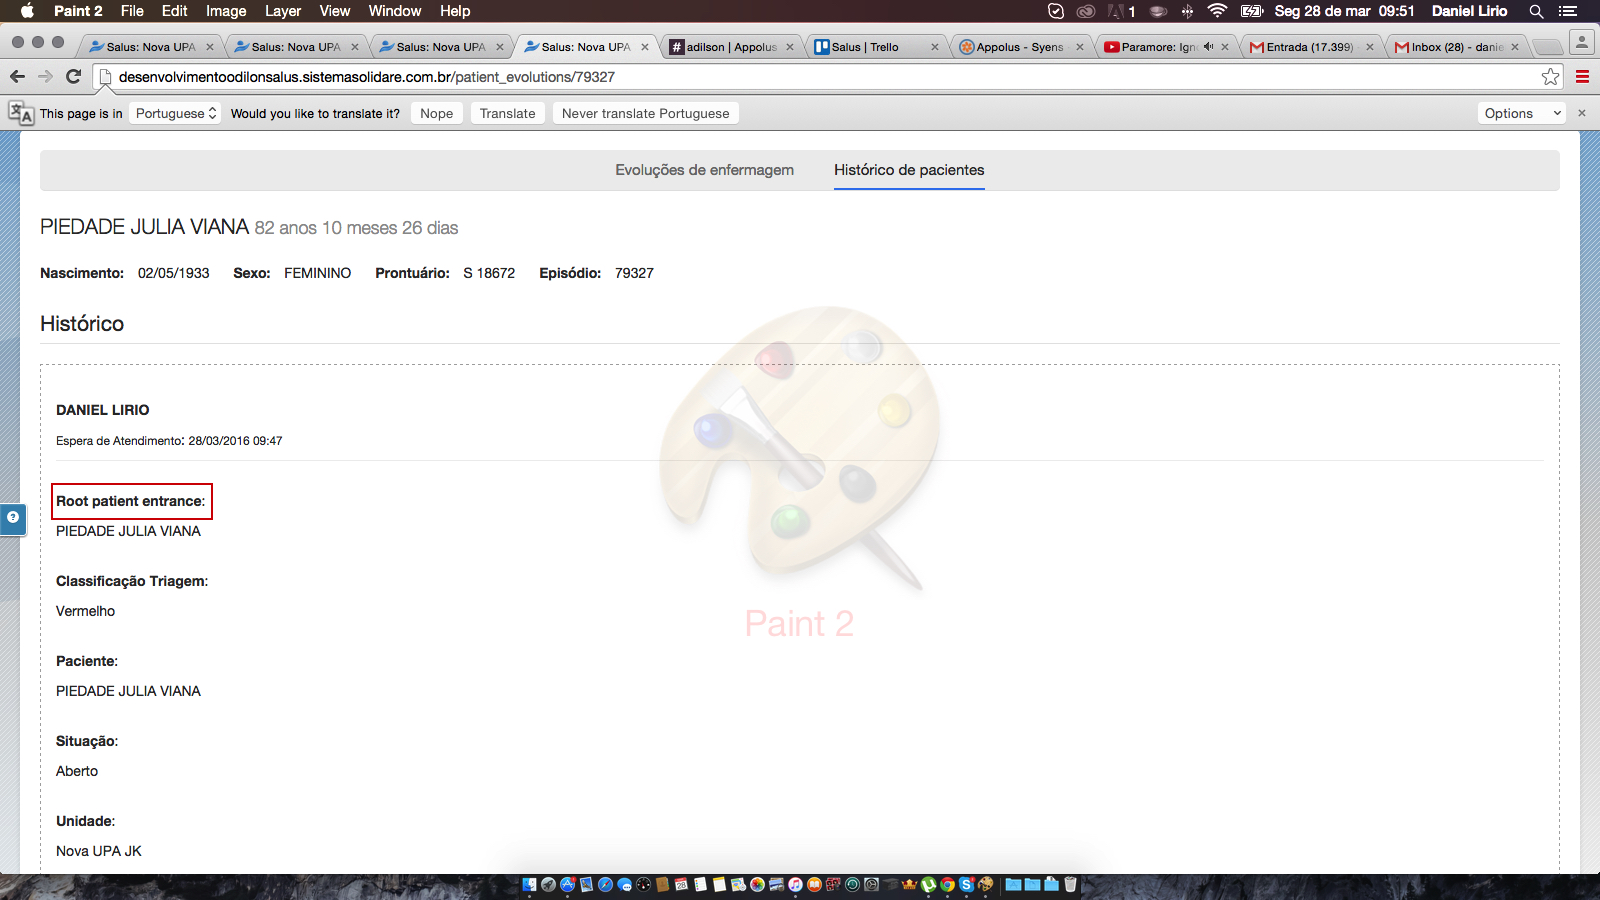 Paint 2 File Edit Image Layer View Window Help 1 Seg 28 de mar 09:51 Daniel Lirio
Salus: Nova UPA Salus: Nova UPA Salus: Nova UPA Salus: Nova UPA adilson | Appolus Salus | Trello Appolus - Syens Paramore: Ign Entrada (17.399) Inbox (28) - danie
desenvolvimentoodilonsalus.sistemasolidare.com.br/patient_evolutions/79327
This page is in Portuguese Would you like to translate it? Nope Translate Never translate Portuguese Options
Evoluções de enfermagem Histórico de pacientes
PIEDADE JULIA VIANA 82 anos 10 meses 26 dias
Nascimento: 02/05/1933 Sexo: FEMININO Prontuário: S 18672 Episódio: 79327
Histórico
DANIEL LIRIO
Espera de Atendimento: 28/03/2016 09:47
Root patient entrance:
PIEDADE JULIA VIANA
Classificação Triagem:
Vermelho
Paint 2
Paciente:
PIEDADE JULIA VIANA
Situação:
Aberto
Unidade:
Nova UPA JK